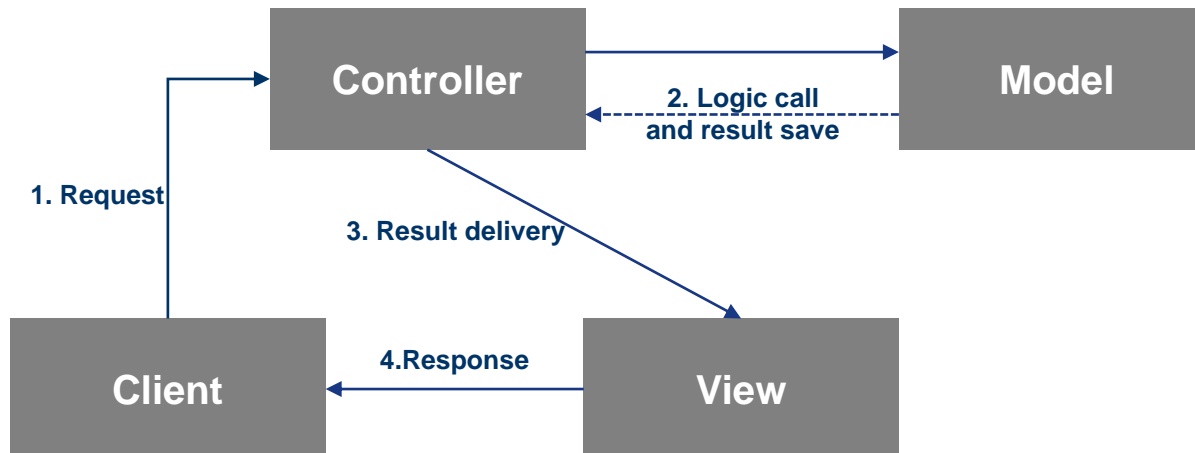 Controller
Model
2. Logic call
and result save
1. Request
3. Result delivery
4.Response
Client
View